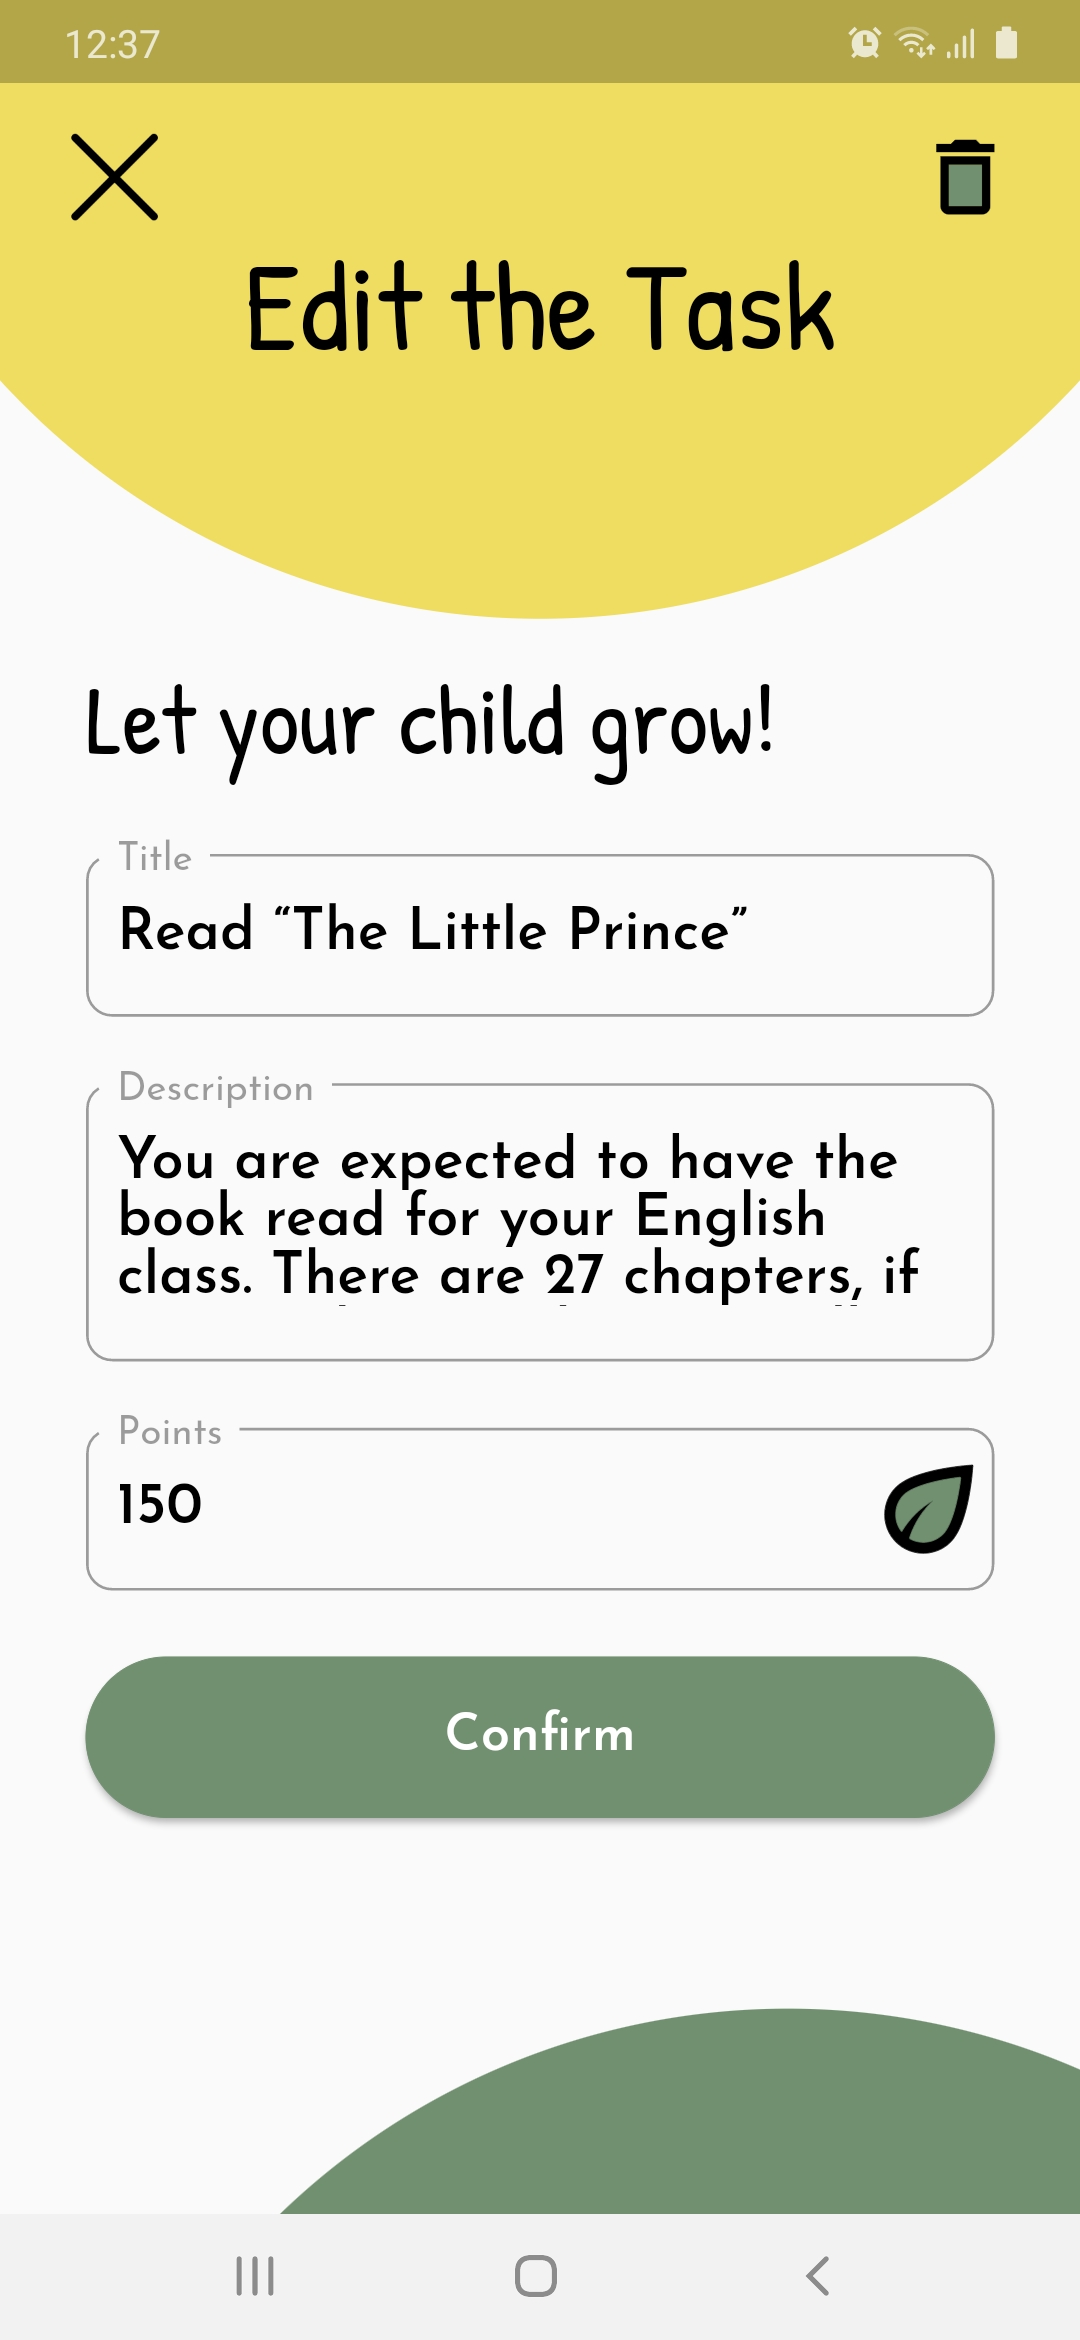 12:37
Edit the Task
Let your child grow!
Title
Read “The Little Prince”
Description
You are expected to have the
book read for your English
class. There are 27 chapters, if
Points
150
Confirm